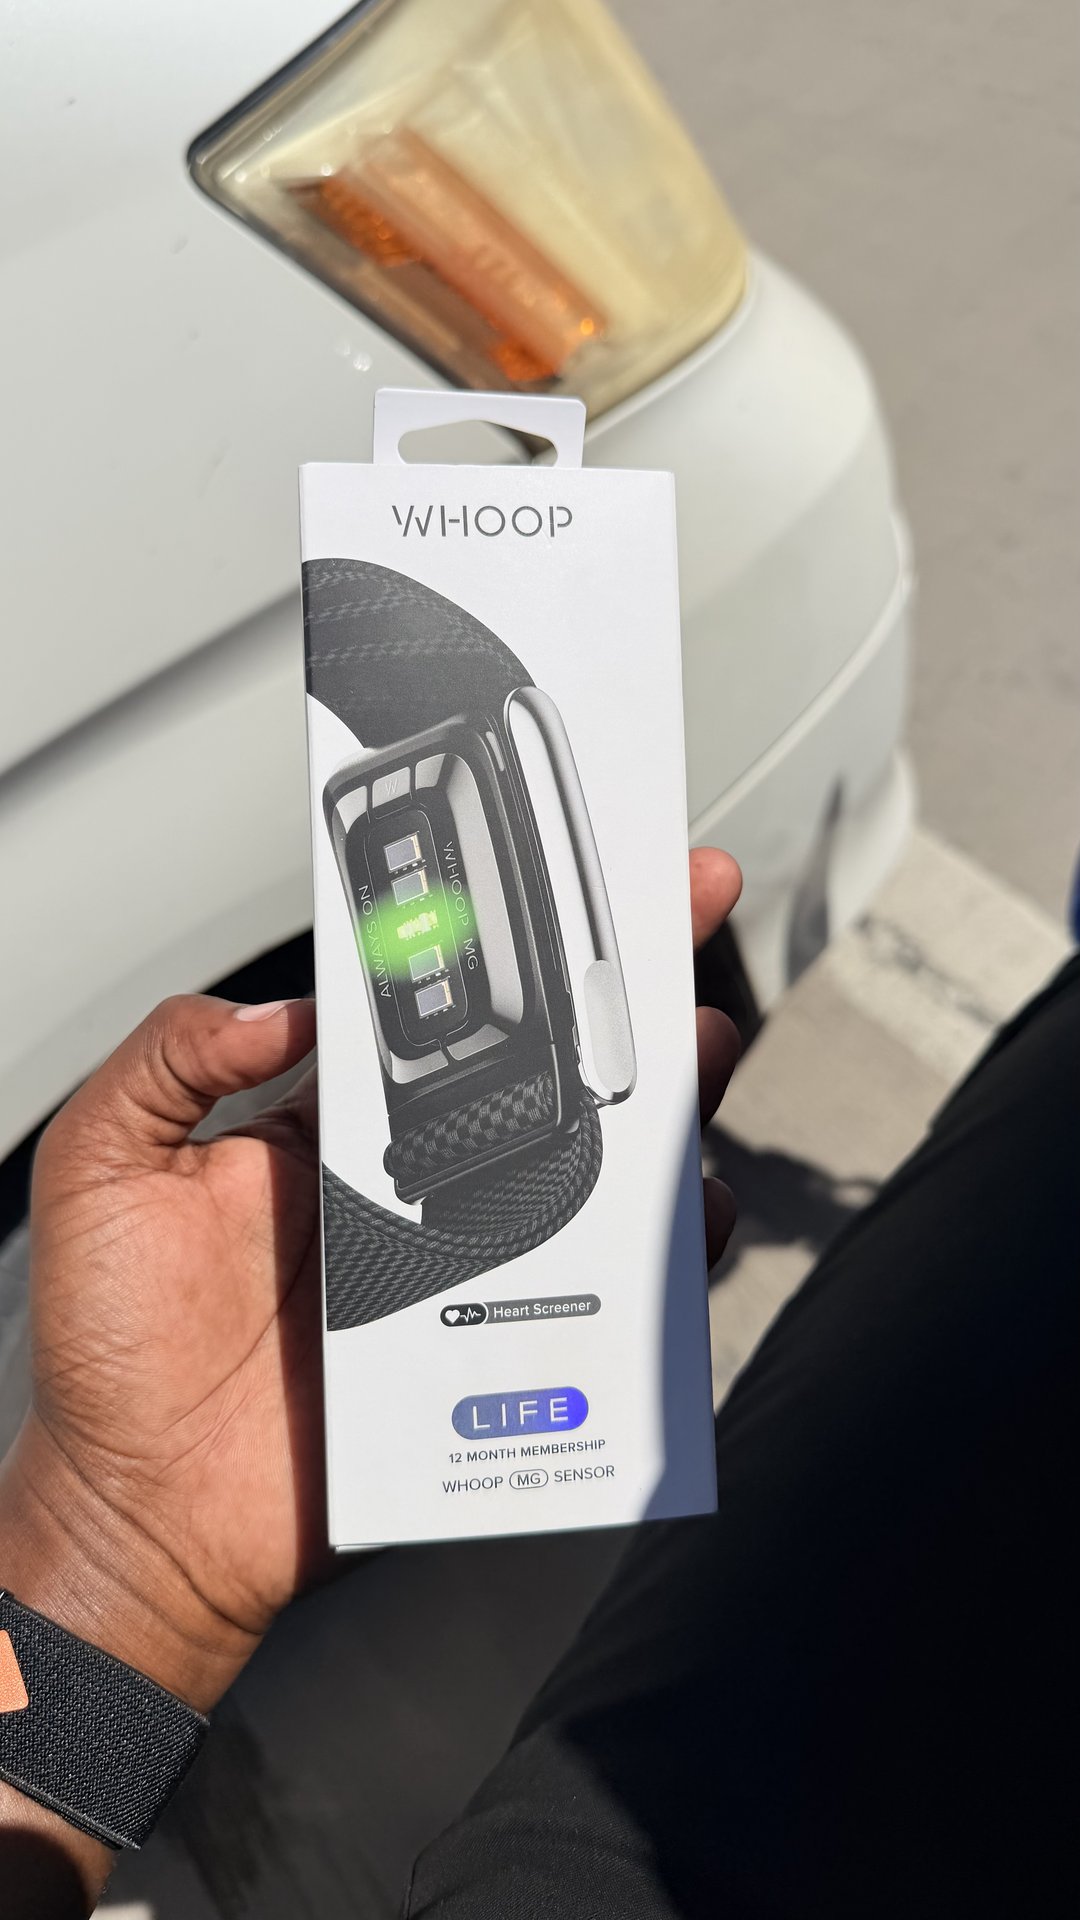 WHOOP
W
ALWAYS ON
WHOOP MG
Heart Screener
LIFE
12 MONTH MEMBERSHIP
WHOOP MG SENSOR